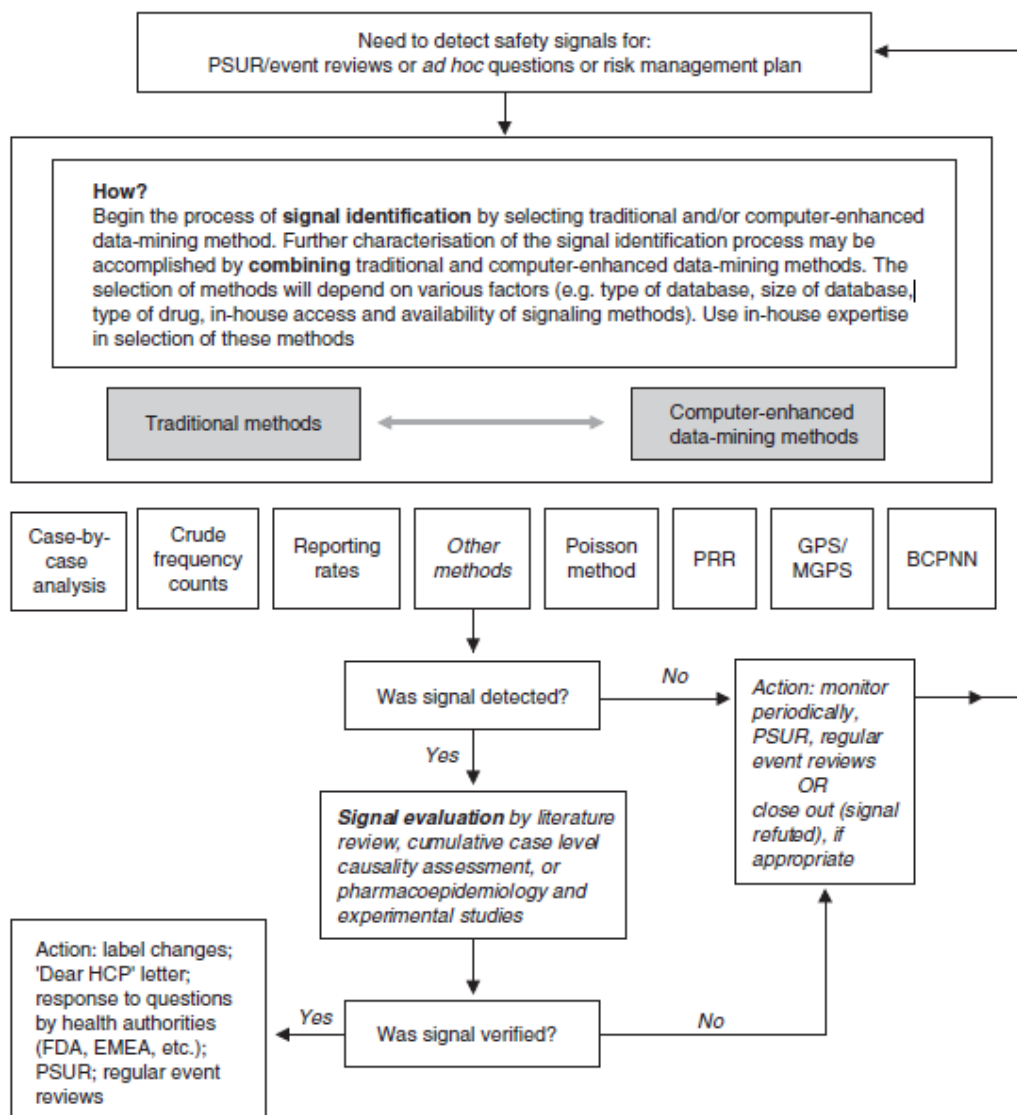 Need to detect safety signals for:
PSUR/event reviews or ad hoc questions or risk management plan
How?
Begin the process of signal identification by selecting traditional and/or computer-enhanced
data-mining method. Further characterisation of the signal identification process may be
accomplished by combining traditional and computer-enhanced data-mining methods. The
selection of methods will depend on various factors (e.g. type of database, size of database,
type of drug, in-house access and availability of signaling methods). Use in-house expertise
in selection of these methods
Traditional methods
Computer-enhanced
data-mining methods
Case-by-
case
analysis
Crude
frequency
counts
Reporting
rates
Other
methods
Poisson
method
PRR
GPS/
MGPS
BCPNN
Was signal detected?
No
Yes
Action: monitor
periodically,
PSUR, regular
event reviews
OR
close out (signal
refuted), if
appropriate
Signal evaluation by literature
review, cumulative case level
causality assessment, or
pharmacoepidemiology and
experimental studies
Was signal verified?
Yes
No
Action: label changes;
'Dear HCP' letter;
response to questions
by health authorities
(FDA, EMEA, etc.);
PSUR; regular event
reviews